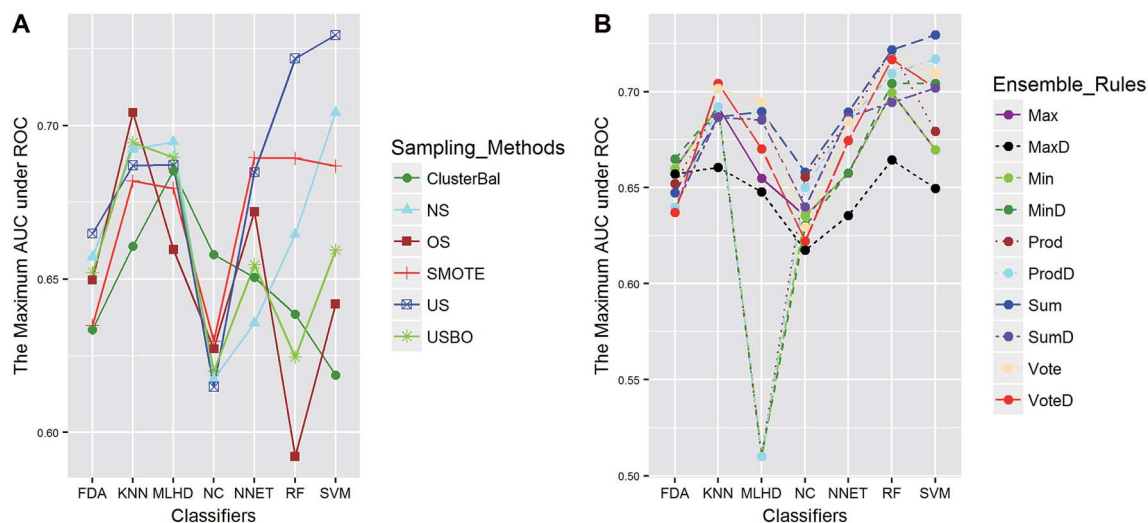 A
The Maximum AUC under ROC
0.70
0.65
0.60
FDA KNN MLHD NC NNET RF SVM
Classifiers
Sampling_Methods
ClusterBal
NS
OS
SMOTE
US
USBO
B
The Maximum AUC under ROC
0.70
0.65
0.60
0.55
0.50
FDA KNN MLHD NC NNET RF SVM
Classifiers
Ensemble_Rules
Max
MaxD
Min
MinD
Prod
ProdD
Sum
SumD
Vote
VoteD